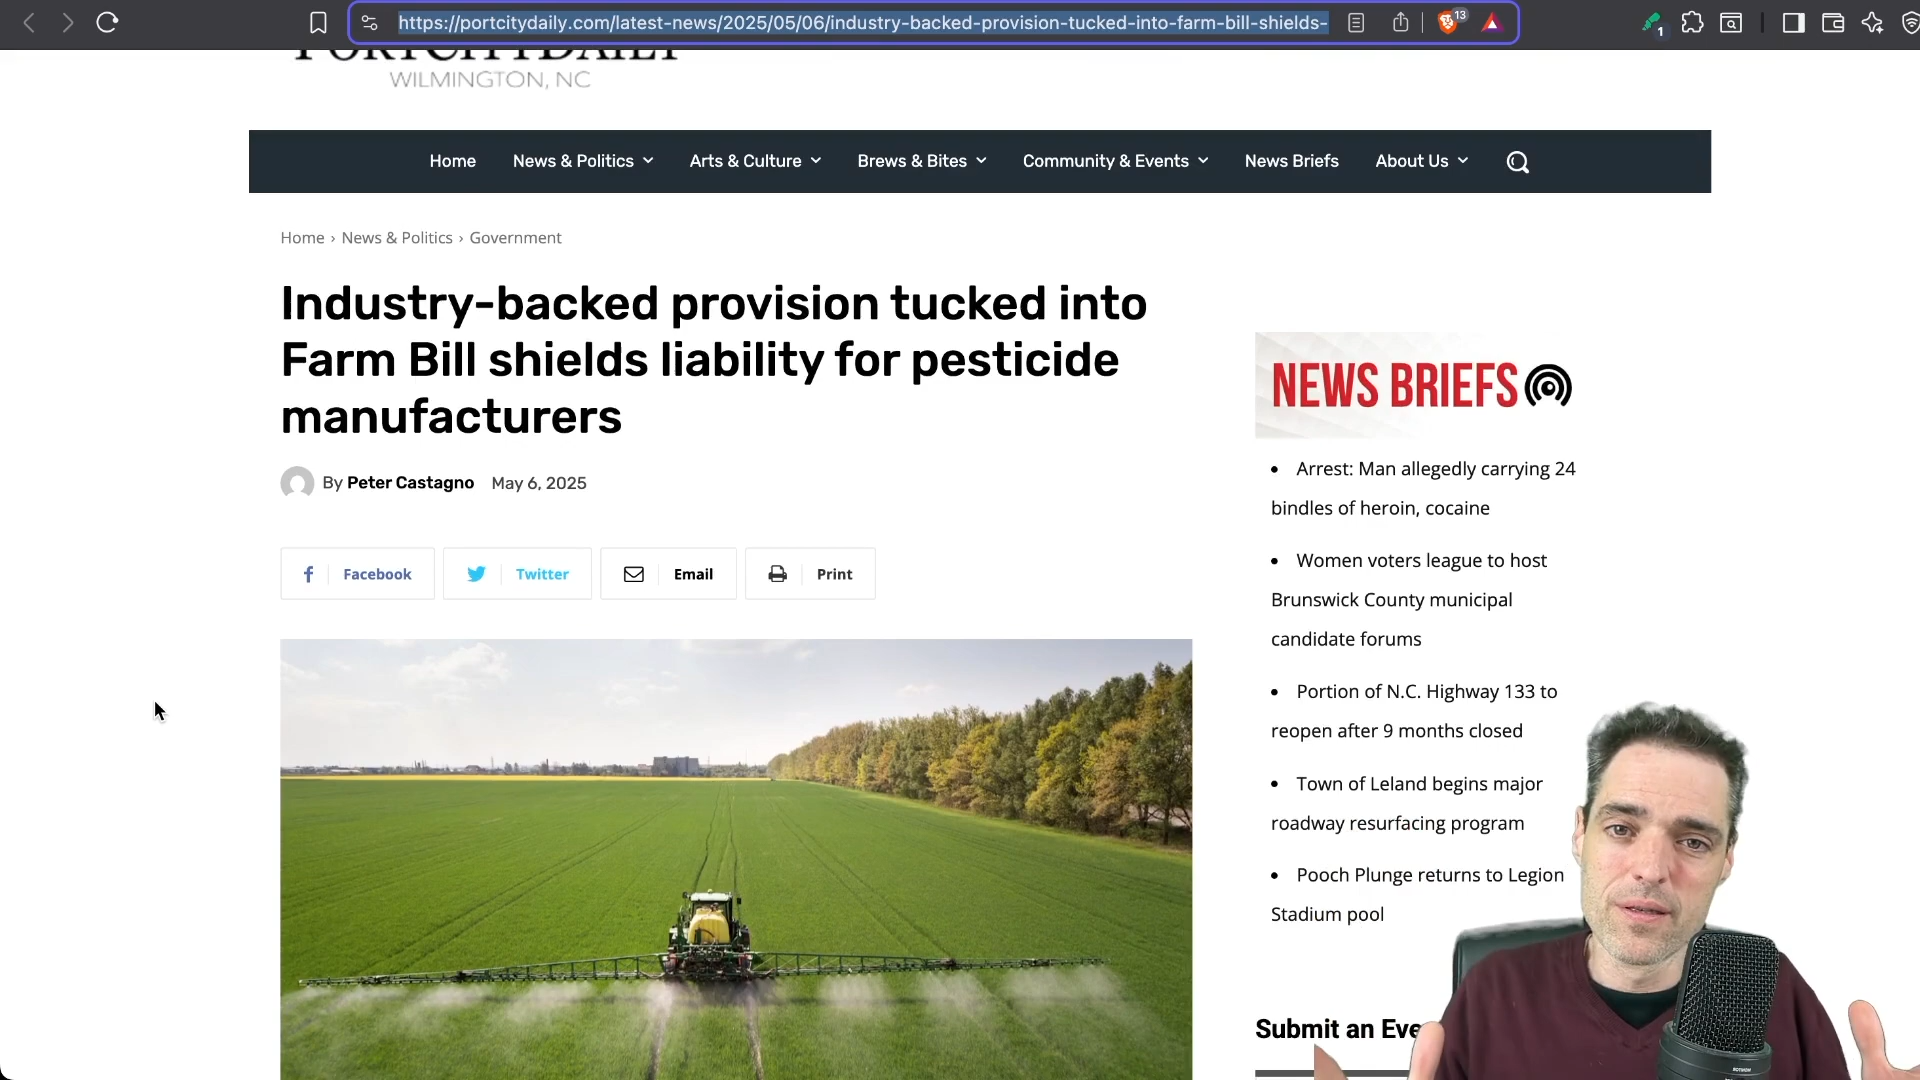 https://portcitydaily.com/latest-news/2025/05/06/industry-backed-provision-tucked-into-farm-bill-shields-
13
1
PORT CITY DAILY
WILMINGTON, NC
Home
News & Politics
Arts & Culture
Brews & Bites
Community & Events
News Briefs
About Us
Home › News & Politics › Government
Industry-backed provision tucked into
Farm Bill shields liability for pesticide
manufacturers
By Peter Castagno May 6, 2025
Facebook
Twitter
Email
Print
NEWS BRIEFS
• Arrest: Man allegedly carrying 24
bindles of heroin, cocaine
• Women voters league to host
Brunswick County municipal
candidate forums
• Portion of N.C. Highway 133 to
reopen after 9 months closed
• Town of Leland begins major
roadway resurfacing program
• Pooch Plunge returns to Legion
Stadium pool
Submit an Eve